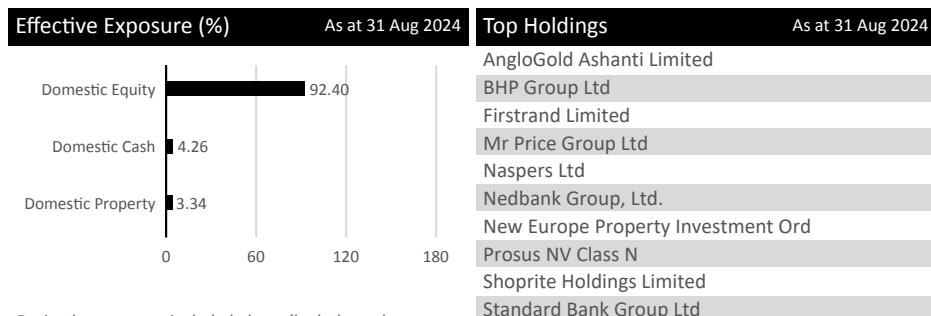 Effective Exposure (%) As at 31 Aug 2024
Domestic Equity 92.40
Domestic Cash 4.26
Domestic Property 3.34
0 60 120 180
Top Holdings As at 31 Aug 2024
AngloGold Ashanti Limited
BHP Group Ltd
Firstrand Limited
Mr Price Group Ltd
Naspers Ltd
Nedbank Group, Ltd.
New Europe Property Investment Ord
Prosus NV Class N
Shoprite Holdings Limited
Standard Bank Group Ltd